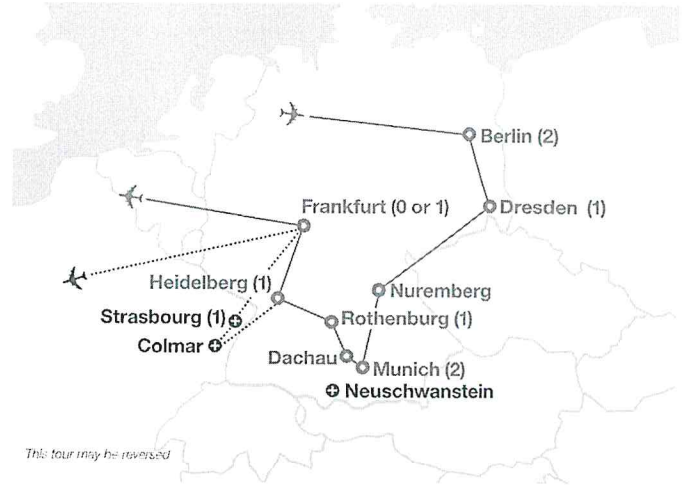 Berlin (2)
Frankfurt (0 or 1)
Dresden (1)
Heidelberg (1)
Nuremberg
Strasbourg (1)
Rothenburg (1)
Colmar
Dachau
Munich (2)
Neuschwanstein
This tour may be reversed